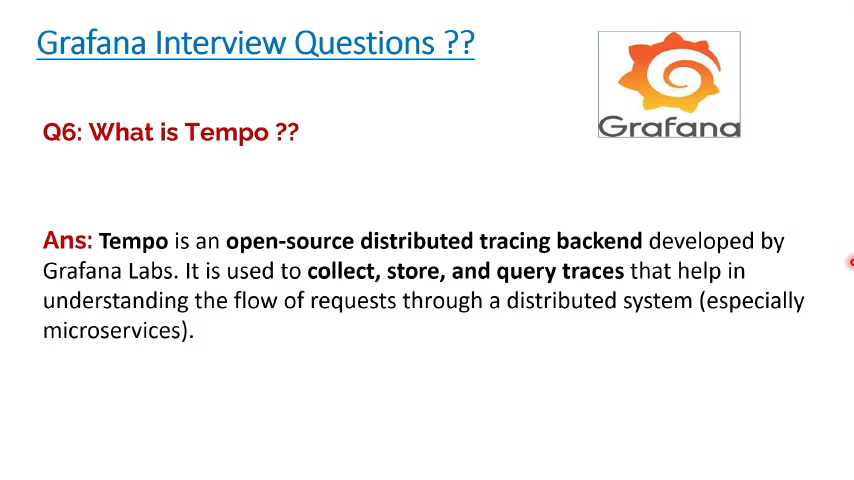 Grafana Interview Questions ??
Grafana
Q6: What is Tempo ??
Ans: Tempo is an open-source distributed tracing backend developed by
Grafana Labs. It is used to collect, store, and query traces that help in
understanding the flow of requests through a distributed system (especially
microservices).